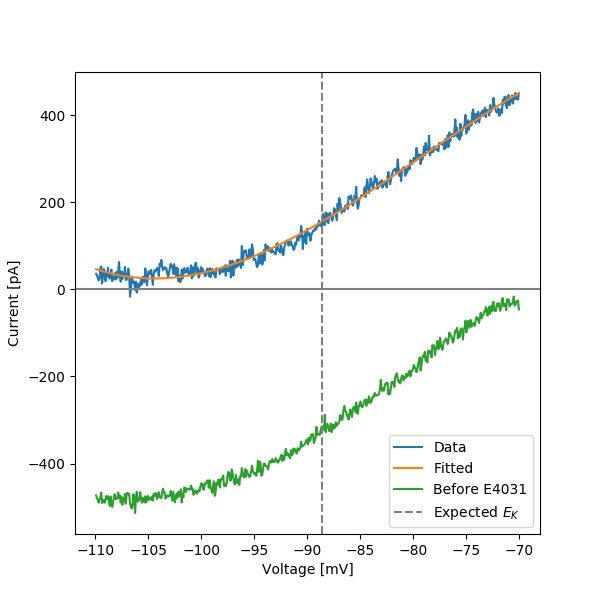 400
200
0
−200
−400
Current [pA]
−110 −105 −100 −95 −90 −85 −80 −75 −70
Voltage [mV]
Data
Fitted
Before E4031
Expected E_K